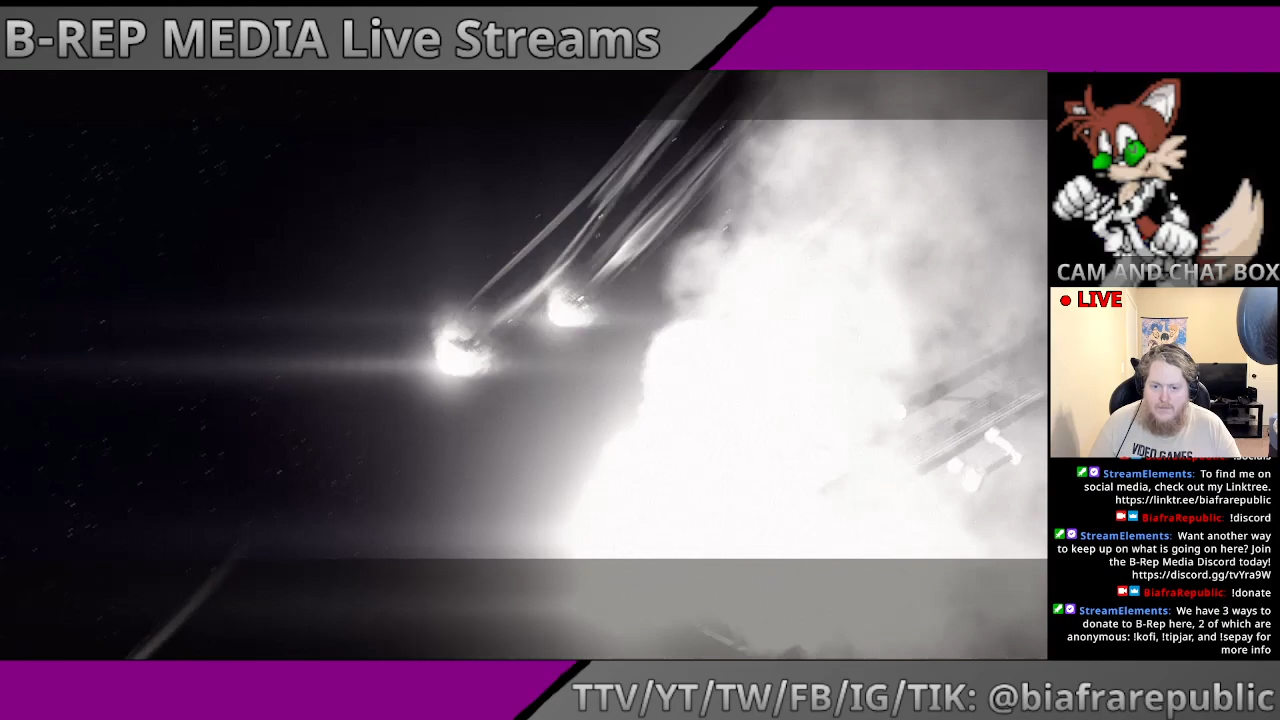 B-REP MEDIA Live Streams
CAM AND CHAT BOX
LIVE
VIDEO GAMES
StreamElements: To find me on
social media, check out my Linktree.
https://linktr.ee/biafrarepublic
BiafraRepublic: !discord
StreamElements: Want another way
to keep up on what is going on here? Join
the B-Rep Media Discord today!
https://discord.gg/tvYra9W
BiafraRepublic: !donate
StreamElements: We have 3 ways to
donate to B-Rep here, 2 of which are
anonymous: !kofi, !tipjar, and !sepay for
more info
TTV/YT/TW/FB/IG/TIK: @biafrarepublic